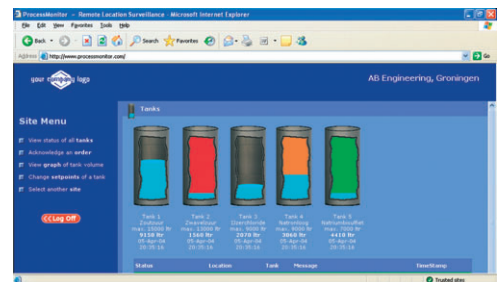 ProcessMonitor - Remote Location Surveillance - Microsoft Internet Explorer
File Edit View Favorites Tools Help
Back Search Favorites
Address http://www.processmonitor.com/ Go
your company logo
AB Engineering, Groningen
Site Menu
View status of all tanks
Acknowledge an order
View graph of tank volume
Change setpoints of a tank
Select another site
<< Log Off
Tanks
Tank 1 Tank 2 Tank 3 Tank 4 Tank 5
Zoutzuur Zwavelzuur IJzerchloride Natronloog
max. 10000 ltr max. 13000 ltr max. 9000 ltr max. 9000 ltr max. 7000 ltr
9110 ltr 1560 ltr 2870 ltr 3060 ltr 4410 ltr
05-Apr-04 05-Apr-04 05-Apr-04 05-Apr-04 05-Apr-04
20:35:16 20:35:16 20:35:16 20:35:16 20:35:16
Status Location Tank Message TimeStamp
Trusted sites